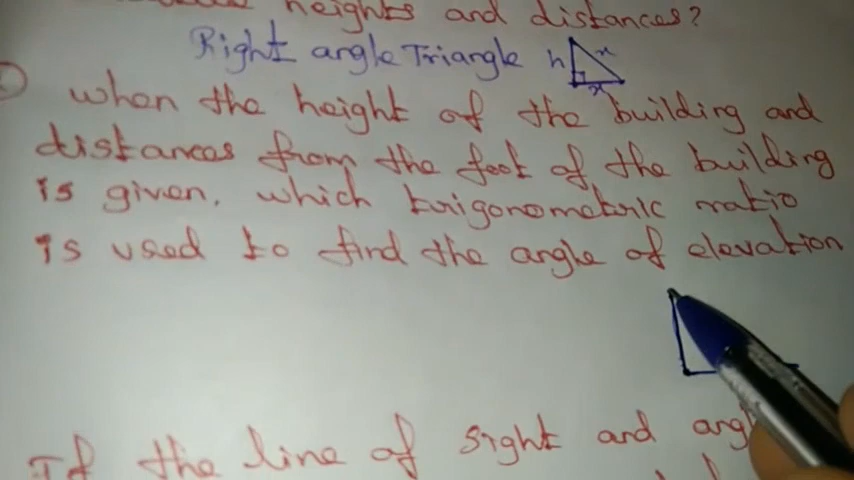 heights and distances?
Right angle Triangle h x
x
when the height of the building and
distances from the foot of the building
is given. which trigonometric ratio
is used to find the angle of elevation
If the line of sight and